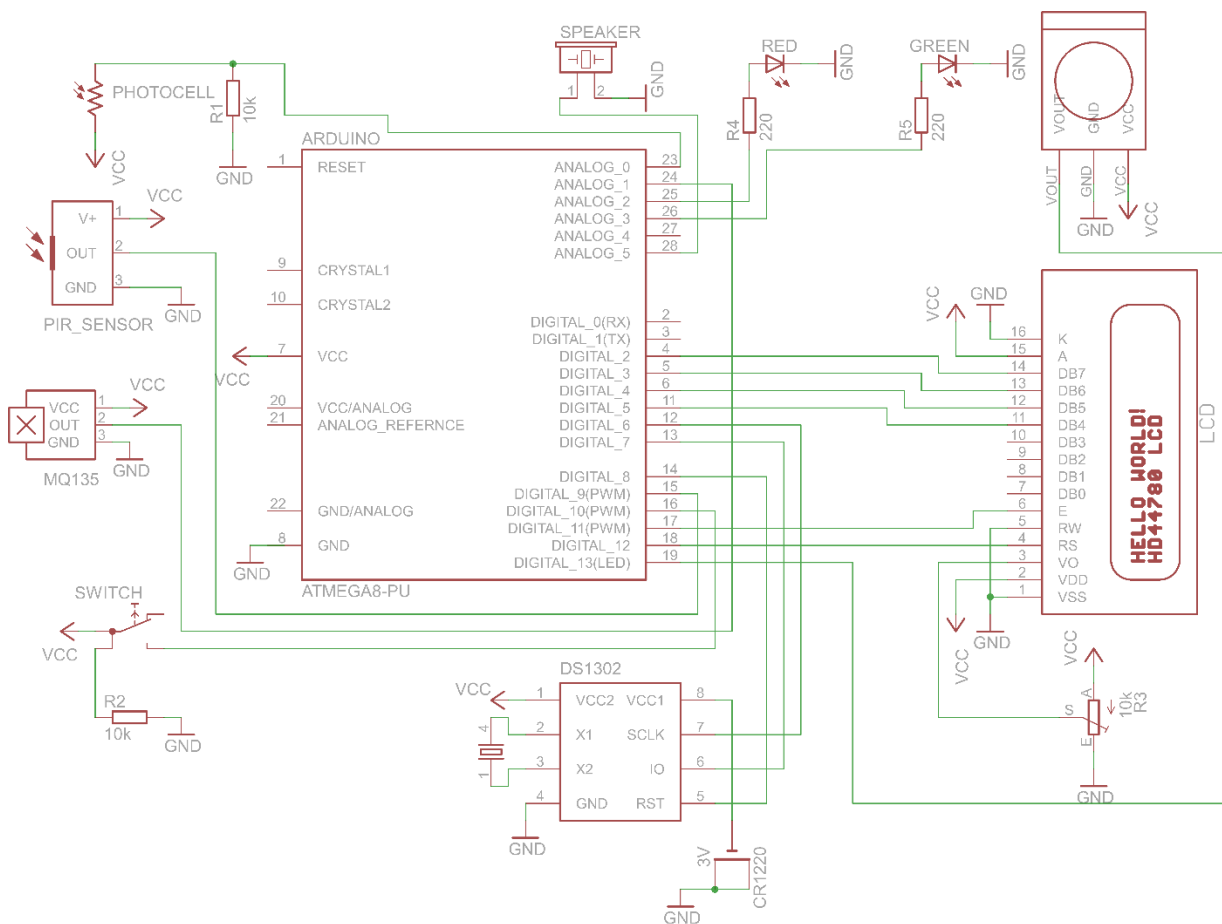 SPEAKER
1
2
GND
RED
GND
GREEN
GND
R4
220
R5
220
VOUT
GND
VCC
VOUT
GND
VCC
GND
VCC
PHOTOCELL
R1
10k
VCC
GND
ARDUINO
ATMEGA8-PU
1 RESET
9 CRYSTAL1
10 CRYSTAL2
7 VCC
VCC
20 VCC/ANALOG
21 ANALOG_REFERNCE
22 GND/ANALOG
8 GND
GND
ANALOG_0 23
ANALOG_1 24
ANALOG_2 25
ANALOG_3 26
ANALOG_4 27
ANALOG_5 28
DIGITAL_0(RX) 2
DIGITAL_1(TX) 3
DIGITAL_2 4
DIGITAL_3 5
DIGITAL_4 6
DIGITAL_5 11
DIGITAL_6 12
DIGITAL_7 13
DIGITAL_8 14
DIGITAL_9(PWM) 15
DIGITAL_10(PWM) 16
DIGITAL_11(PWM) 17
DIGITAL_12 18
DIGITAL_13(LED) 19
V+ 1
VCC
OUT 2
GND 3
GND
PIR_SENSOR
VCC 1
VCC
OUT 2
GND 3
GND
MQ135
SWITCH
VCC
R2
10k
GND
DS1302
VCC
1 VCC2
2 X1
3 X2
4 GND
VCC1 8
SCLK 7
IO 6
RST 5
4
1
GND
3V
CR1220
GND
VCC
GND
16 K
15 A
14 DB7
13 DB6
12 DB5
11 DB4
10 DB3
9 DB2
8 DB1
7 DB0
6 E
5 RW
4 RS
3 VO
2 VDD
1 VSS
HELLO WORLD!
HD44780 LCD
LCD
VCC
GND
VCC
A
S
E
10k
R3
GND